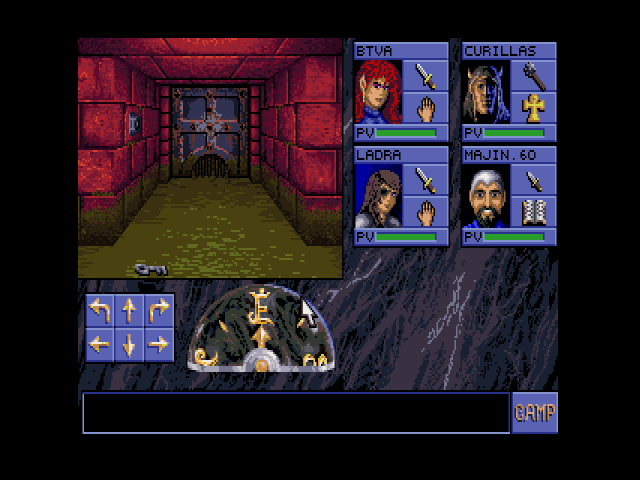 BTVA
CURILLAS
PV
PV
LADRA
MAJIN.60
PV
PV
E
CAMP